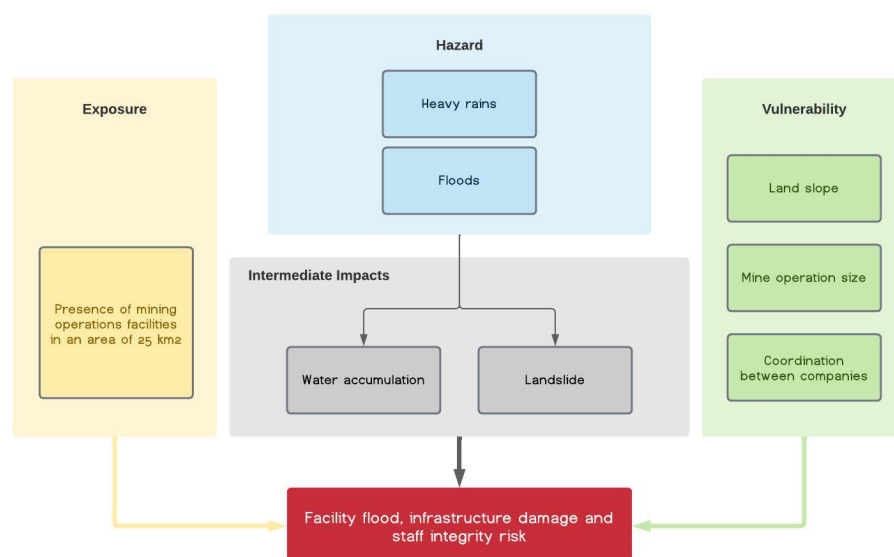 Hazard
Heavy rains
Floods
Exposure
Presence of mining
operations facilities
in an area of 25 km2
Intermediate Impacts
Water accumulation
Landslide
Vulnerability
Land slope
Mine operation size
Coordination
between companies
Facility flood, infrastructure damage and
staff integrity risk